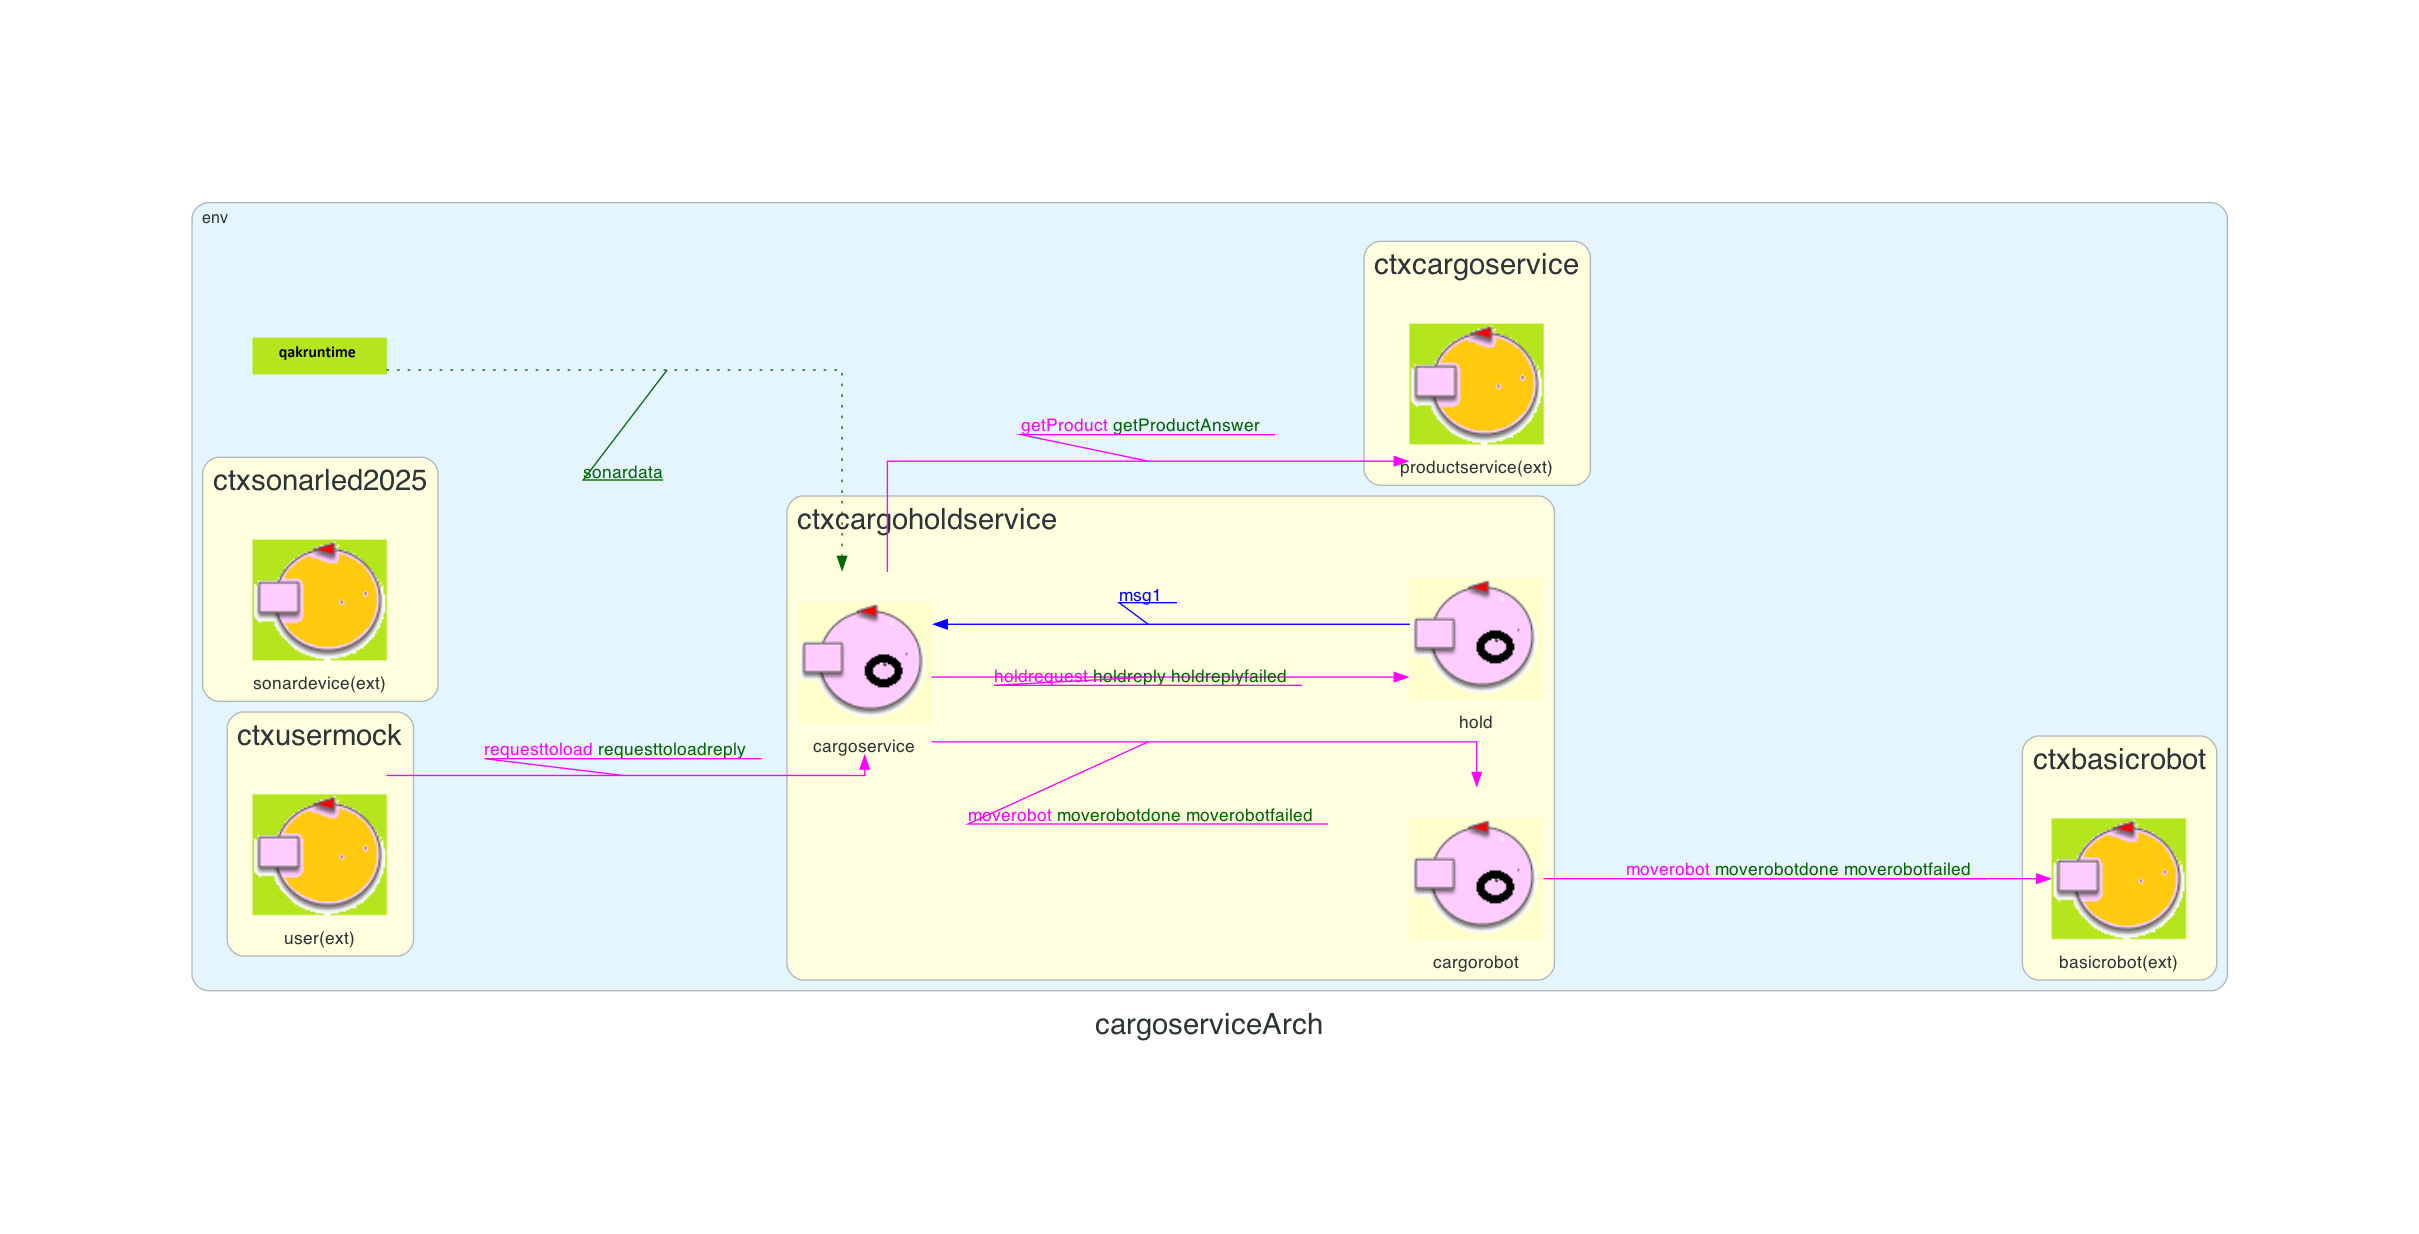 env
ctxcargoservice
qakruntime
getProduct getProductAnswer
productservice(ext)
sonardata
ctxsonarled2025
sonardevice(ext)
ctxcargoholdservice
msg1
holdrequest holdreply holdreplyfailed
hold
cargoservice
ctxusermock
requesttoload requesttoloadreply
user(ext)
moverobot moverobotdone moverobotfailed
cargorobot
moverobot moverobotdone moverobotfailed
ctxbasicrobot
basicrobot(ext)
cargoserviceArch